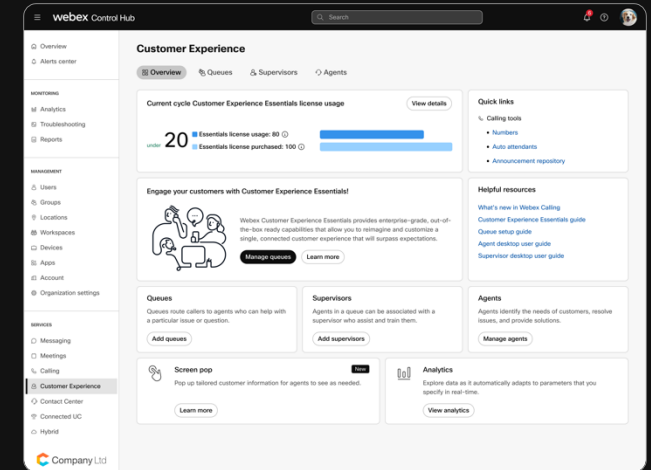 webex Control Hub
Search
Overview
Alerts center
MONITORING
Analytics
Troubleshooting
Reports
MANAGEMENT
Users
Groups
Locations
Workspaces
Devices
Apps
Account
Organization settings
SERVICES
Messaging
Meetings
Calling
Customer Experience
Contact Center
Connected UC
Hybrid
Company Ltd
Customer Experience
Overview
Queues
Supervisors
Agents
Current cycle Customer Experience Essentials license usage
View details
under 20
Essentials license usage: 80
Essentials license purchased: 100
Quick links
Calling tools
• Numbers
• Auto attendants
• Announcement repository
Engage your customers with Customer Experience Essentials!
Webex Customer Experience Essentials provides enterprise-grade, out-of-
the-box ready capabilities that allow you to reimagine and customize a
single, connected customer experience that will surpass expectations.
Manage queues
Learn more
Helpful resources
What's new in Webex Calling
Customer Experience Essentials guide
Queue setup guide
Agent desktop user guide
Supervisor desktop user guide
Queues
Queues route callers to agents who can help with
a particular issue or question.
Add queues
Supervisors
Agents in a queue can be associated with a
supervisor who assist and train them.
Add supervisors
Agents
Agents identify the needs of customers, resolve
issues, and provide solutions.
Manage agents
Screen pop
New
Pop up tailored customer information for agents to see as needed.
Learn more
Analytics
Explore data as it automatically adapts to parameters that you
specify in real-time.
View analytics